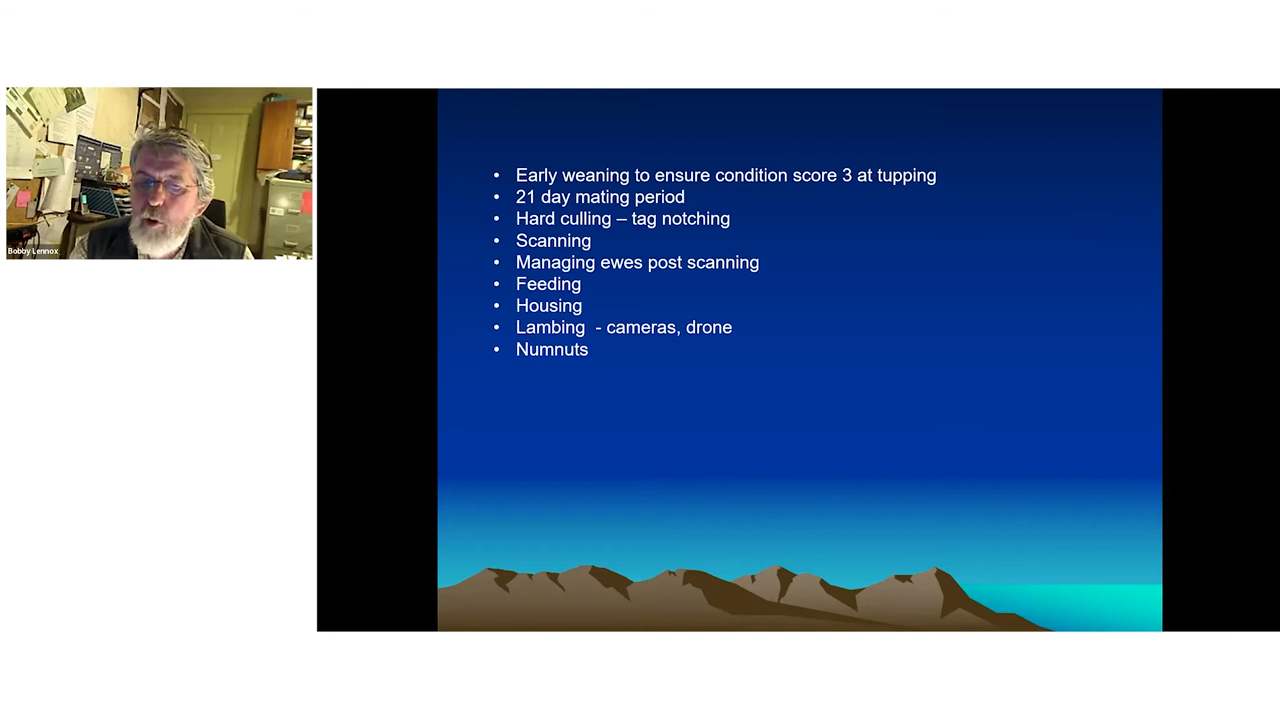 Bobby Lennox
• Early weaning to ensure condition score 3 at tupping
• 21 day mating period
• Hard culling – tag notching
• Scanning
• Managing ewes post scanning
• Feeding
• Housing
• Lambing  - cameras, drone
• Numnuts